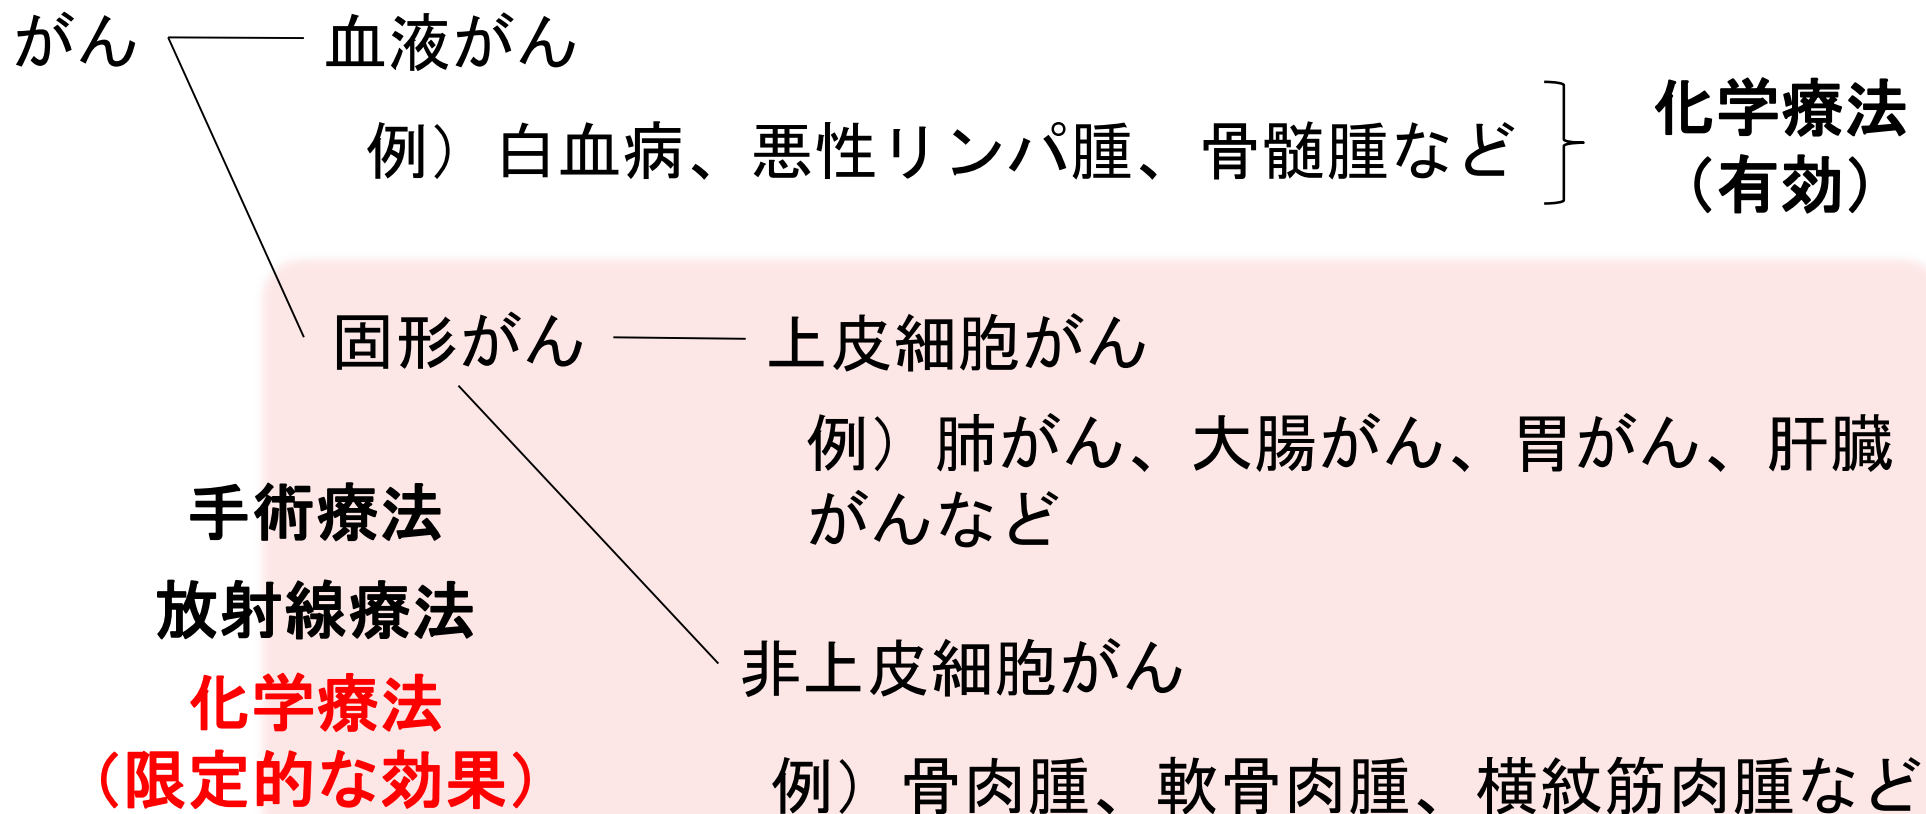 がん
血液がん
例）白血病、悪性リンパ腫、骨髄腫など
化学療法
（有効）
固形がん
上皮細胞がん
例）肺がん、大腸がん、胃がん、肝臓
がんなど
手術療法
放射線療法
化学療法
（限定的な効果）
非上皮細胞がん
例）骨肉腫、軟骨肉腫、横紋筋肉腫など